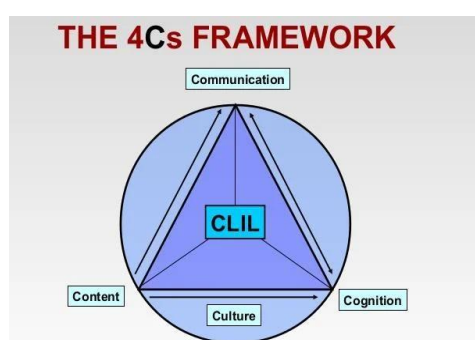 THE 4Cs FRAMEWORK
Communication
CLIL
Content
Cognition
Culture